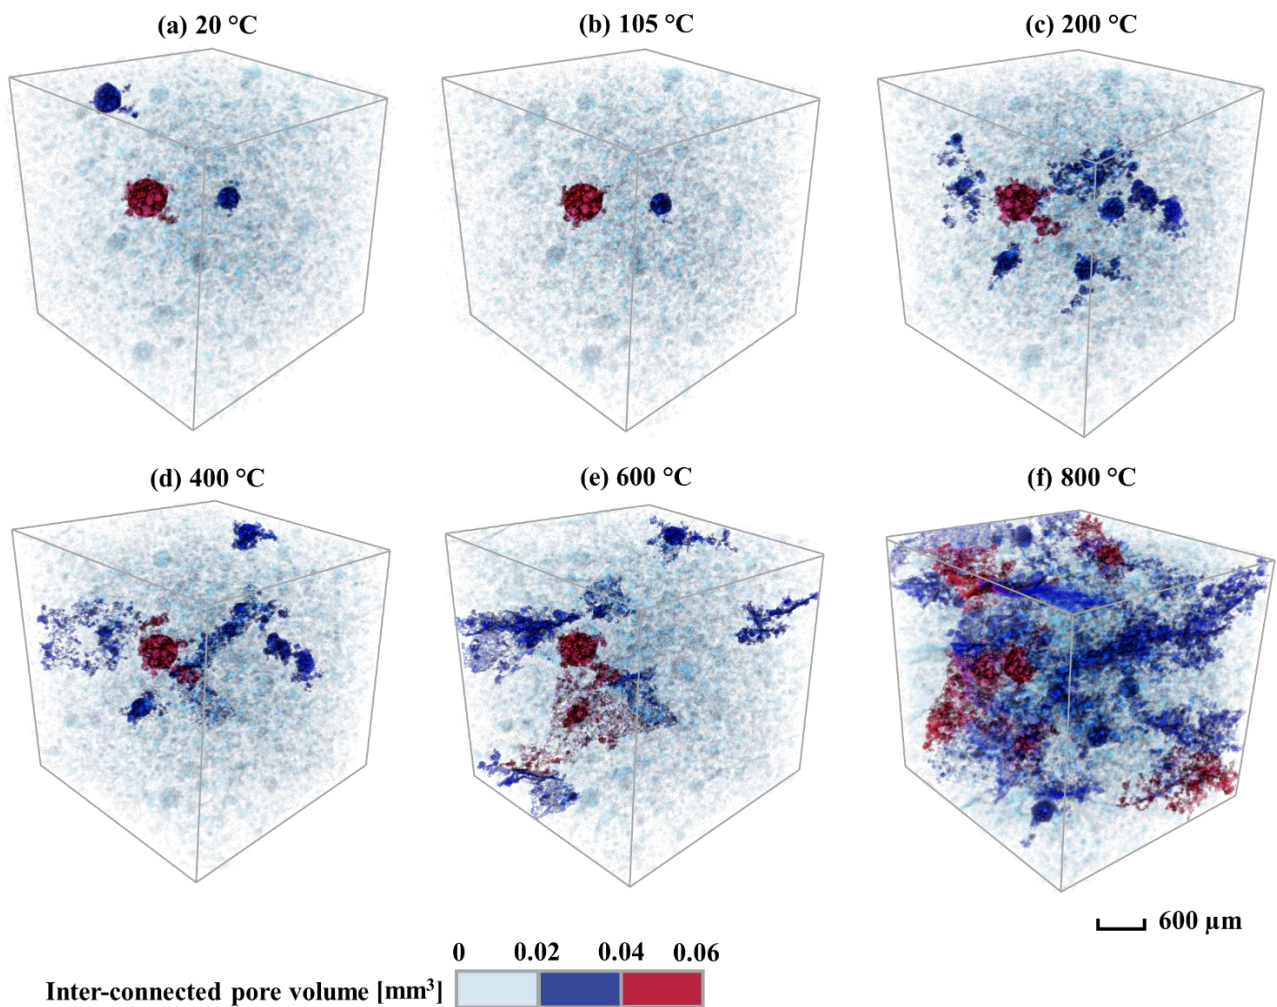 (a) 20 °C
(b) 105 °C
(c) 200 °C
(d) 400 °C
(e) 600 °C
(f) 800 °C
600 µm
0 0.02 0.04 0.06
Inter-connected pore volume [mm³]